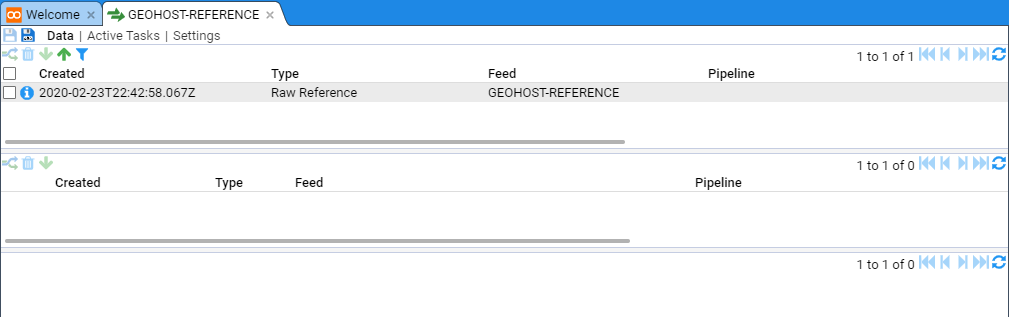 Welcome GEOHOST-REFERENCE
Data | Active Tasks | Settings
1 to 1 of 1
Created Type Feed Pipeline
2020-02-23T22:42:58.067Z Raw Reference GEOHOST-REFERENCE
1 to 1 of 0
Created Type Feed Pipeline
1 to 1 of 0